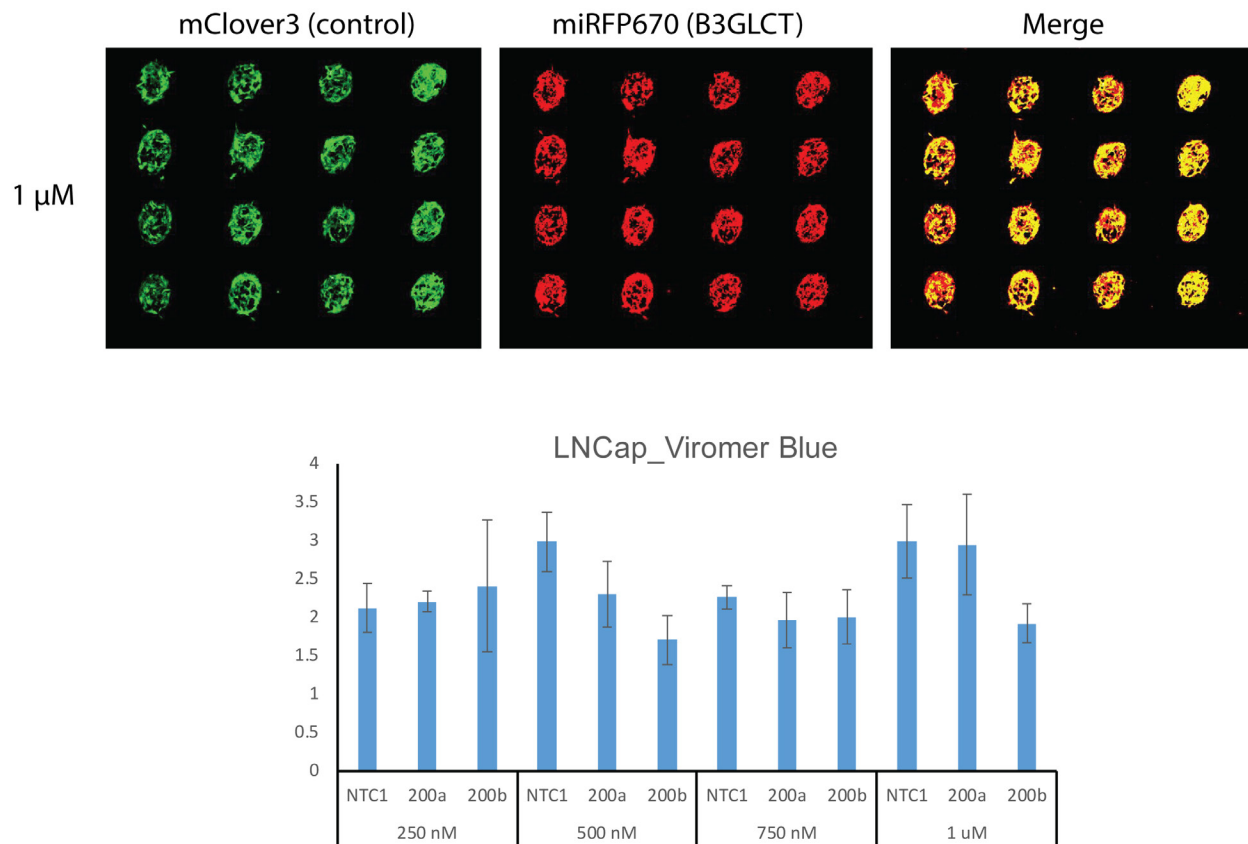 mClover3 (control) miRFP670 (B3GLCT) Merge
1 μM
LNCap_Viromer Blue
4
3.5
3
2.5
2
1.5
1
0.5
0
NTC1 200a 200b NTC1 200a 200b NTC1 200a 200b NTC1 200a 200b
250 nM 500 nM 750 nM 1 uM